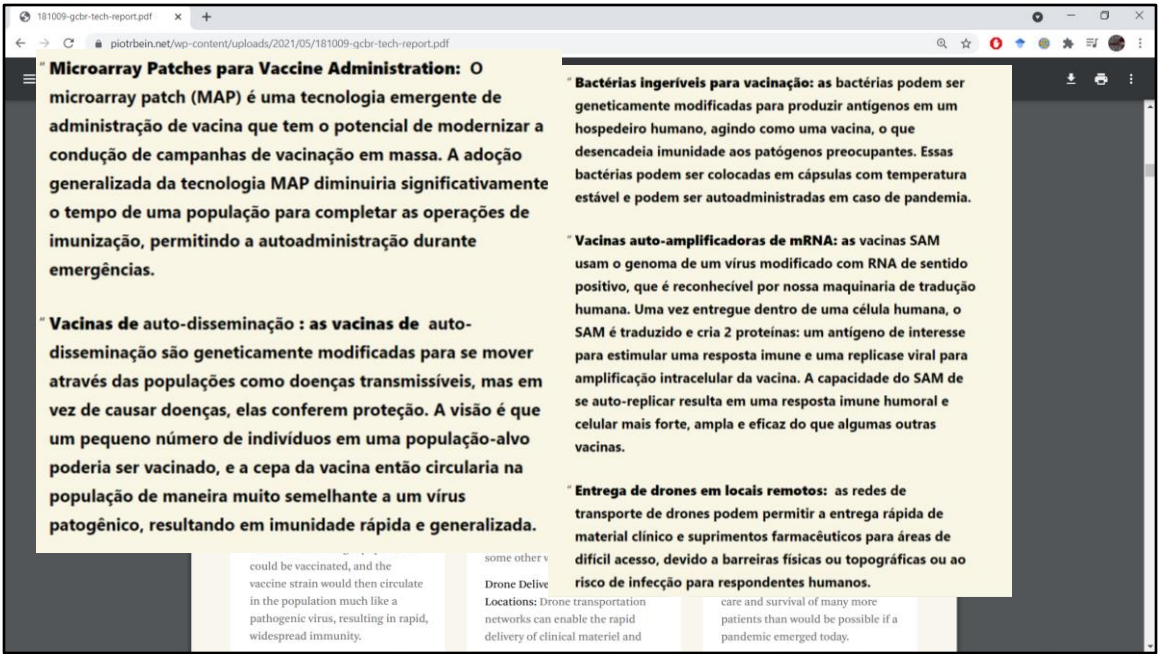 181009-gcbr-tech-report.pdf
piotrbein.net/wp-content/uploads/2021/05/181009-gcbr-tech-report.pdf
" Microarray Patches para Vaccine Administration: O
microarray patch (MAP) é uma tecnologia emergente de
administração de vacina que tem o potencial de modernizar a
condução de campanhas de vacinação em massa. A adoção
generalizada da tecnologia MAP diminuiria significativamente
o tempo de uma população para completar as operações de
imunização, permitindo a autoadministração durante
emergências.
" Vacinas de auto-disseminação : as vacinas de auto-
disseminação são geneticamente modificadas para se mover
através das populações como doenças transmissíveis, mas em
vez de causar doenças, elas conferem proteção. A visão é que
um pequeno número de indivíduos em uma população-alvo
poderia ser vacinado, e a cepa da vacina então circularia na
população de maneira muito semelhante a um vírus
patogênico, resultando em imunidade rápida e generalizada.
" Bactérias ingeríveis para vacinação: as bactérias podem ser
geneticamente modificadas para produzir antígenos em um
hospedeiro humano, agindo como uma vacina, o que
desencadeia imunidade aos patógenos preocupantes. Essas
bactérias podem ser colocadas em cápsulas com temperatura
estável e podem ser autoadministradas em caso de pandemia.
" Vacinas auto-amplificadoras de mRNA: as vacinas SAM
usam o genoma de um vírus modificado com RNA de sentido
positivo, que é reconhecível por nossa maquinaria de tradução
humana. Uma vez entregue dentro de uma célula humana, o
SAM é traduzido e cria 2 proteínas: um antígeno de interesse
para estimular uma resposta imune e uma replicase viral para
amplificação intracelular da vacina. A capacidade do SAM de
se auto-replicar resulta em uma resposta imune humoral e
celular mais forte, ampla e eficaz do que algumas outras
vacinas.
" Entrega de drones em locais remotos: as redes de
transporte de drones podem permitir a entrega rápida de
material clínico e suprimentos farmacêuticos para áreas de
difícil acesso, devido a barreiras físicas ou topográficas ou ao
risco de infecção para respondentes humanos.
could be vaccinated, and the
vaccine strain would then circulate
in the population much like a
pathogenic virus, resulting in rapid,
widespread immunity.
some other
Drone
Locations: Drone transportation
networks can enable the rapid
delivery of clinical materiel and
care and survival of many more
patients than would be possible if a
pandemic emerged today.